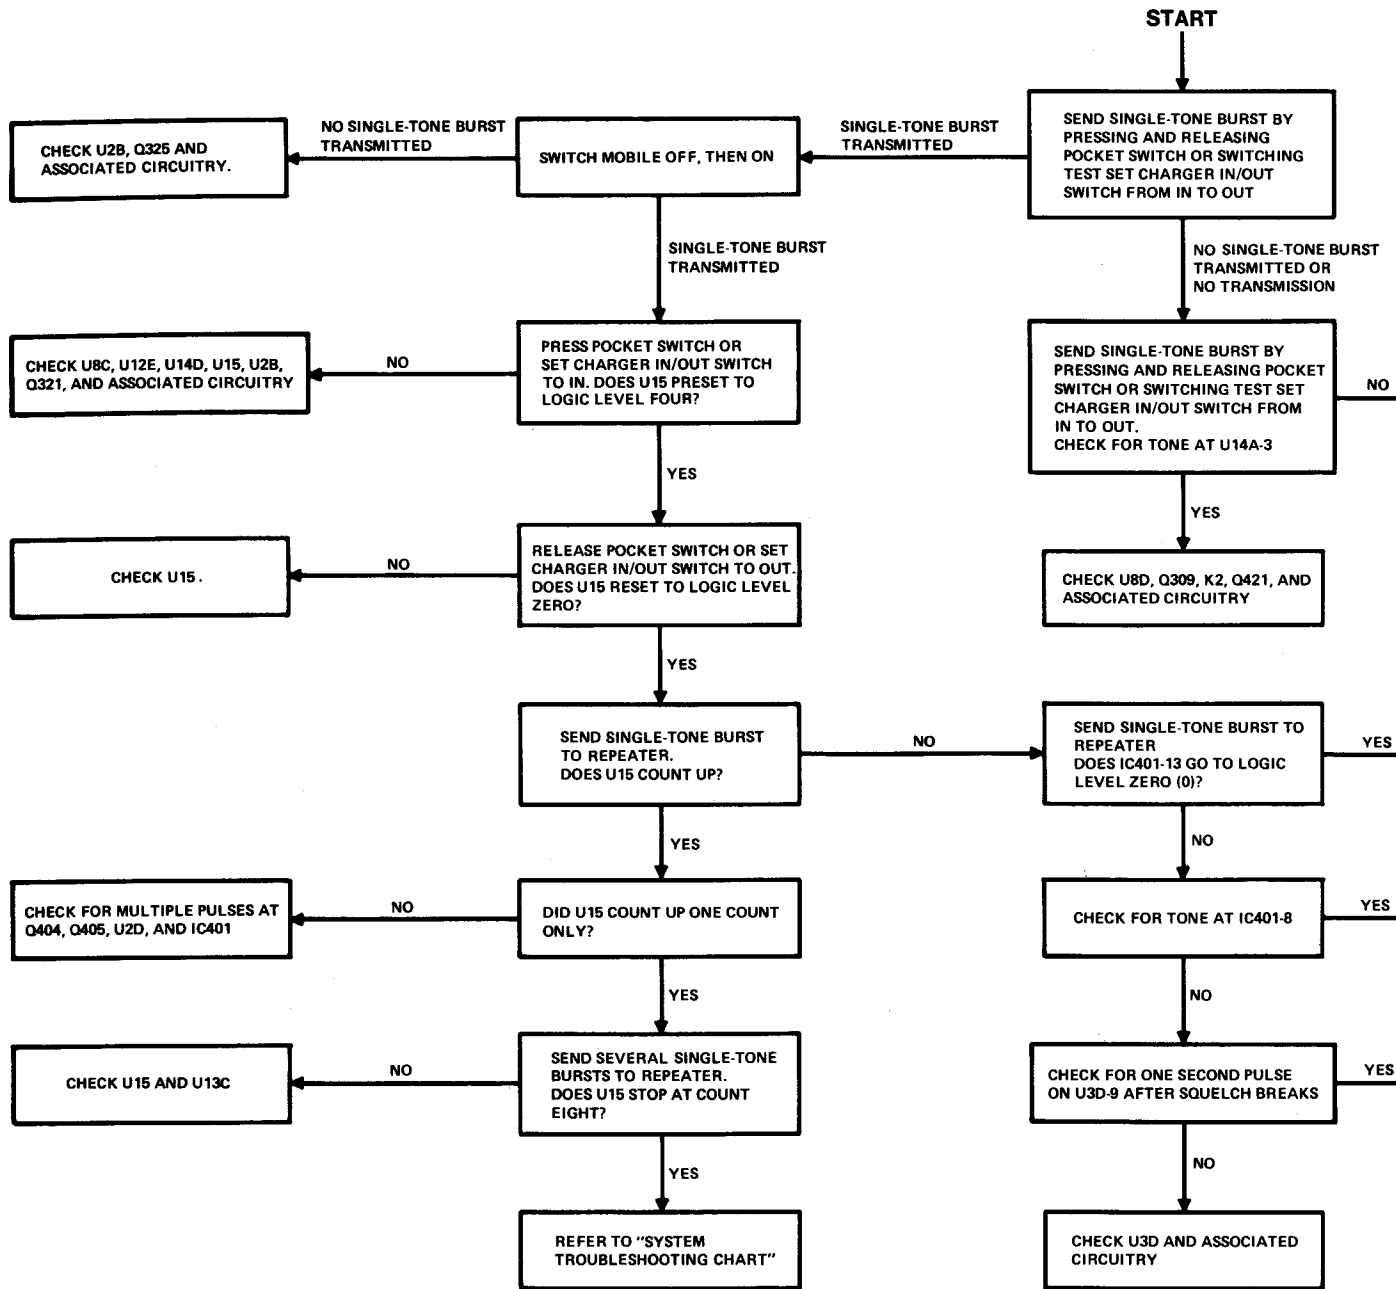 START
SEND SINGLE-TONE BURST BY
PRESSING AND RELEASING
POCKET SWITCH OR SWITCHING
TEST SET CHARGER IN/OUT
SWITCH FROM IN TO OUT
SINGLE-TONE BURST
TRANSMITTED
SWITCH MOBILE OFF, THEN ON
NO SINGLE-TONE BURST
TRANSMITTED
CHECK U2B, Q325 AND
ASSOCIATED CIRCUITRY.
SINGLE-TONE BURST
TRANSMITTED
NO SINGLE-TONE BURST
TRANSMITTED OR
NO TRANSMISSION
PRESS POCKET SWITCH OR
SET CHARGER IN/OUT SWITCH
TO IN. DOES U15 PRESET TO
LOGIC LEVEL FOUR?
NO
CHECK U8C, U12E, U14D, U15, U2B,
Q321, AND ASSOCIATED CIRCUITRY
SEND SINGLE-TONE BURST BY
PRESSING AND RELEASING POCKET
SWITCH OR SWITCHING TEST SET
CHARGER IN/OUT SWITCH FROM
IN TO OUT.
CHECK FOR TONE AT U14A-3
NO
YES
YES
RELEASE POCKET SWITCH OR SET
CHARGER IN/OUT SWITCH TO OUT.
DOES U15 RESET TO LOGIC LEVEL
ZERO?
NO
CHECK U15.
CHECK U8D, Q309, K2, Q421, AND
ASSOCIATED CIRCUITRY
YES
SEND SINGLE-TONE BURST
TO REPEATER.
DOES U15 COUNT UP?
NO
SEND SINGLE-TONE BURST TO
REPEATER
DOES IC401-13 GO TO LOGIC
LEVEL ZERO (0)?
YES
YES
NO
DID U15 COUNT UP ONE COUNT
ONLY?
NO
CHECK FOR MULTIPLE PULSES AT
Q404, Q405, U2D, AND IC401
CHECK FOR TONE AT IC401-8
YES
YES
NO
SEND SEVERAL SINGLE-TONE
BURSTS TO REPEATER.
DOES U15 STOP AT COUNT
EIGHT?
NO
CHECK U15 AND U13C
CHECK FOR ONE SECOND PULSE
ON U3D-9 AFTER SQUELCH BREAKS
YES
YES
NO
REFER TO "SYSTEM
TROUBLESHOOTING CHART"
CHECK U3D AND ASSOCIATED
CIRCUITRY